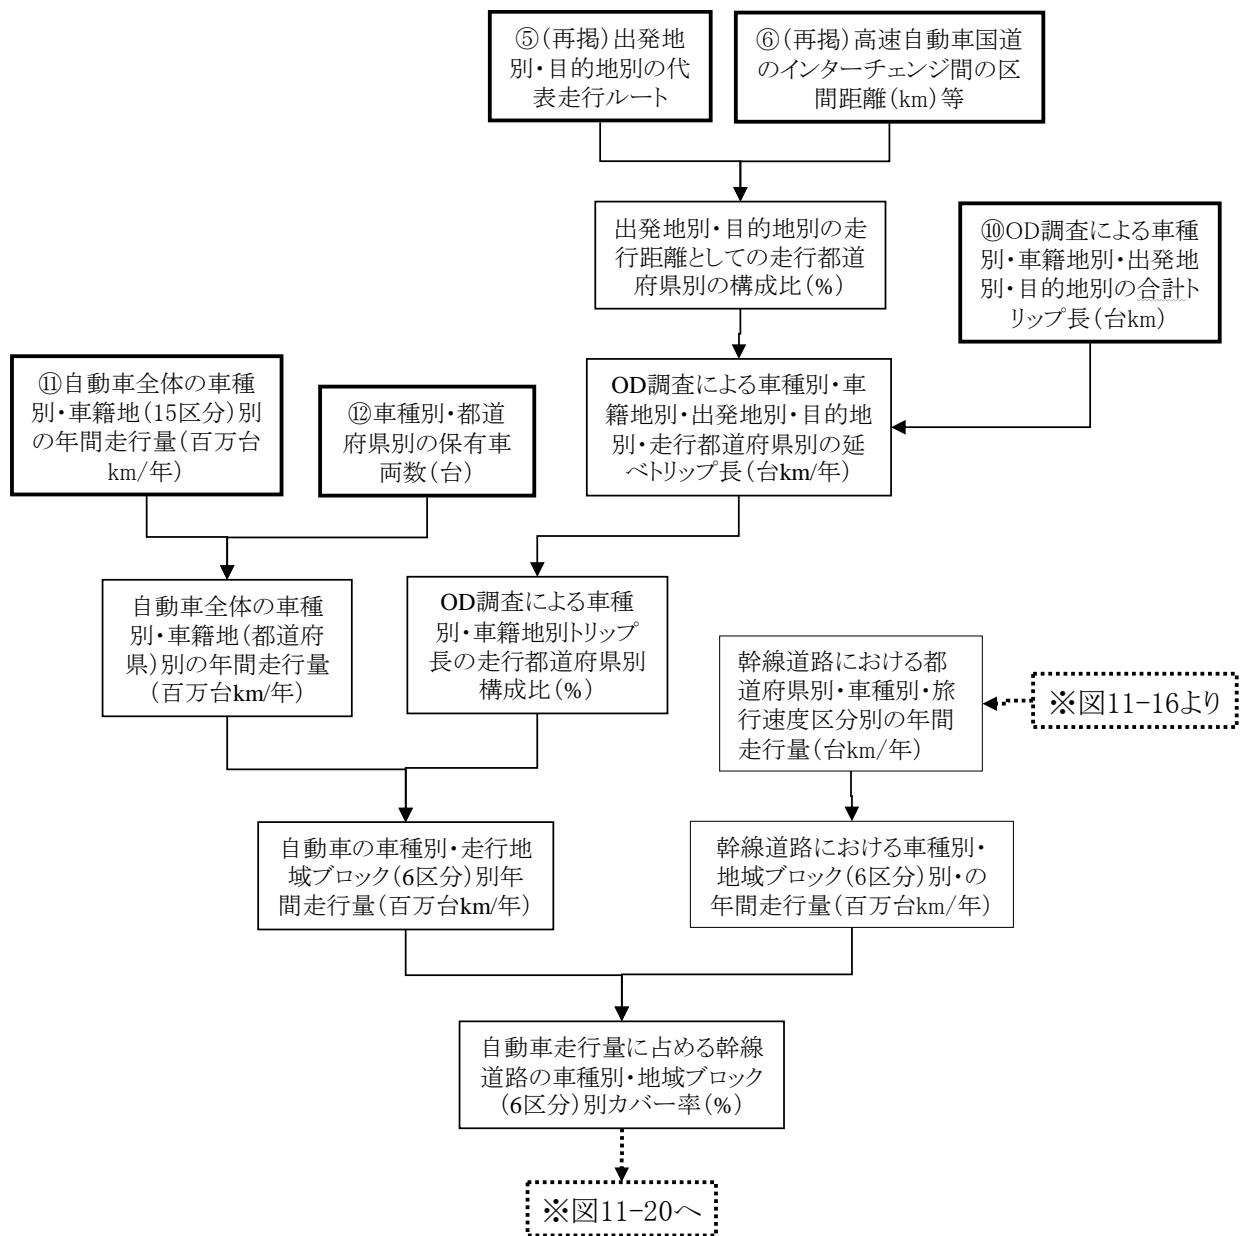 ⑤(再掲)出発地
別・目的地別の代
表走行ルート
⑥(再掲)高速自動車国道
のインターチェンジ間の区
間距離(km)等
出発地別・目的地別の走
行距離としての走行都道
府県別の構成比(%)
⑩OD調査による車種
別・車籍地別・出発地
別・目的地別の合計ト
リップ長(台km)
⑪自動車全体の車種
別・車籍地(15区分)別
の年間走行量(百万台
km/年)
⑫車種別・都道
府県別の保有車
両数(台)
OD調査による車種別・車
籍地別・出発地別・目的地
別・走行都道府県別の延
べトリップ長(台km/年)
自動車全体の車種
別・車籍地(都道府
県)別の年間走行量
(百万台km/年)
OD調査による車種
別・車籍地別トリップ
長の走行都道府県別
構成比(%)
幹線道路における都
道府県別・車種別・旅
行速度区分別の年間
走行量(台km/年)
※図11-16より
自動車の車種別・走行地
域ブロック(6区分)別年
間走行量(百万台km/年)
幹線道路における車種別・
地域ブロック(6区分)別・の
年間走行量(百万台km/年)
自動車走行量に占める幹線
道路の車種別・地域ブロック
(6区分)別カバー率(%)
※図11-20へ